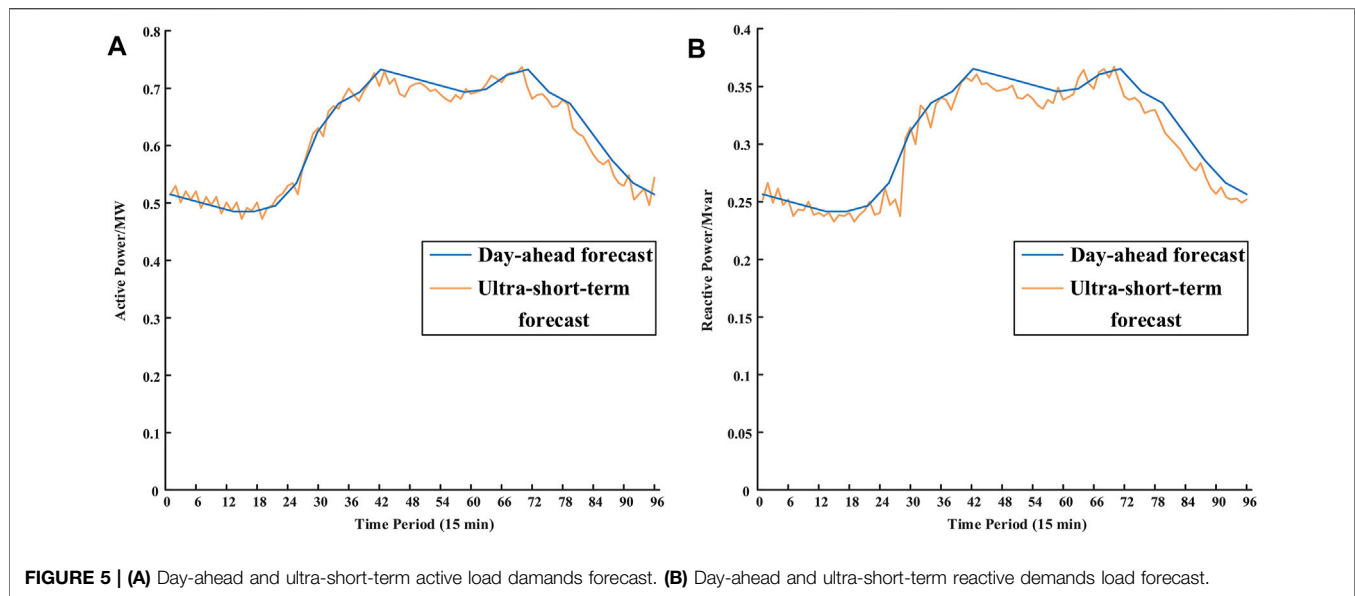 A
0.8
0.7
0.6
0.5
0.4
0.3
0.2
0.1
0
Active Power/MW
Day-ahead forecast
Ultra-short-term
forecast
0 6 12 18 24 30 36 42 48 54 60 66 72 78 84 90 96
Time Period (15 min)
B
0.4
0.35
0.3
0.25
0.2
0.15
0.1
0.05
0
Reactive Power/Mvar
Day-ahead forecast
Ultra-short-term
forecast
0 6 12 18 24 30 36 42 48 54 60 66 72 78 84 90 96
Time Period (15 min)
FIGURE 5 | (A) Day-ahead and ultra-short-term active load damands forecast. (B) Day-ahead and ultra-short-term reactive demands load forecast.